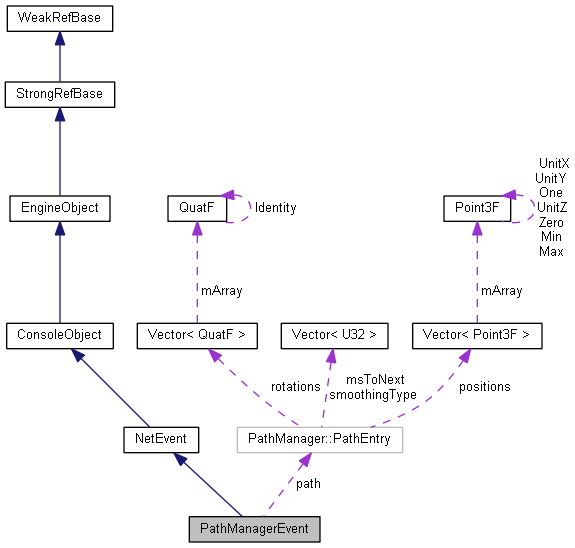 WeakRefBase
StrongRefBase
UnitX
UnitY
One
UnitZ
Zero
Min
Max
EngineObject
QuatF
Identity
Point3F
mArray
mArray
ConsoleObject
Vector< QuatF >
Vector< U32 >
Vector< Point3F >
rotations
msToNext
smoothingType
positions
NetEvent
PathManager::PathEntry
path
PathManagerEvent